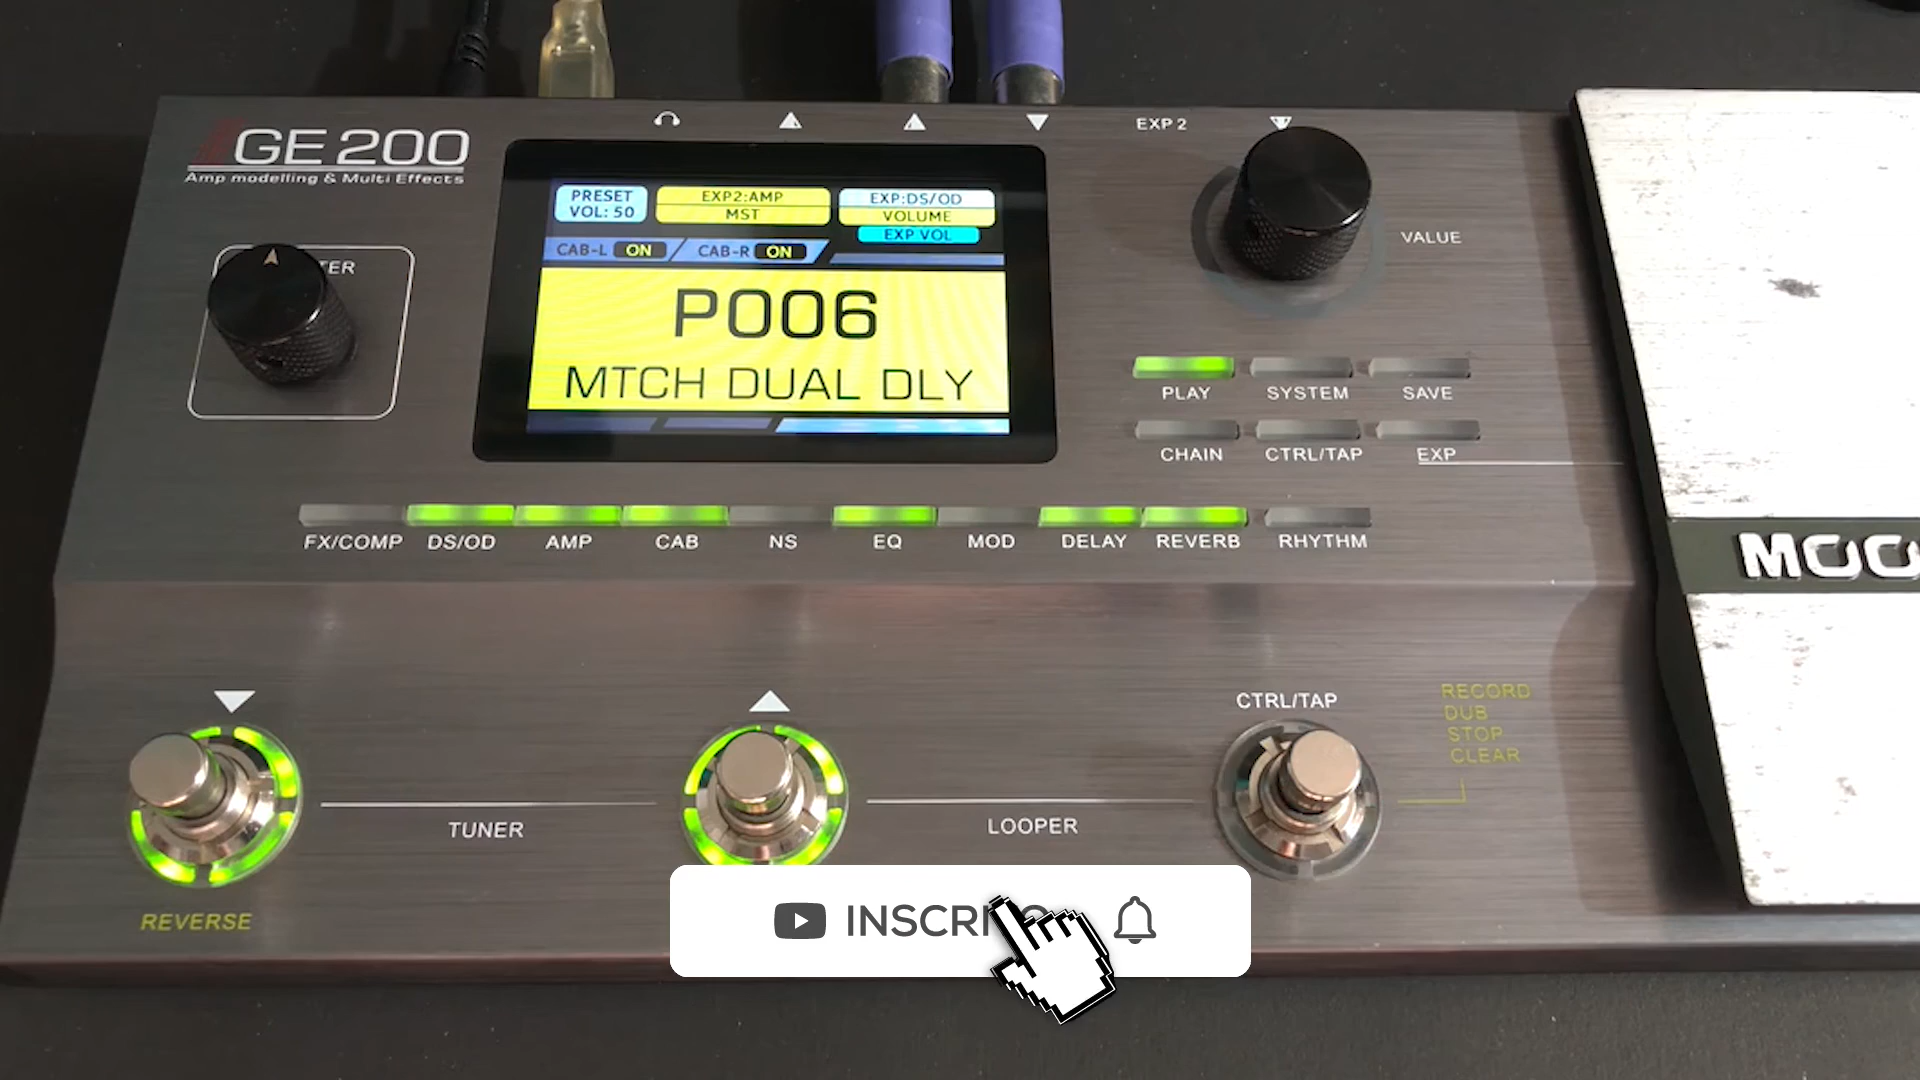 EXP 2
GE 200
Amp modelling & Multi Effects
PRESET
VOL: 50
EXP2:AMP
MST
EXP:DS/OD
VOLUME
EXP VOL
CAB-L ON
CAB-R ON
P006
MTCH DUAL DLY
VALUE
PLAY SYSTEM SAVE
CHAIN CTRL/TAP EXP
FX/COMP DS/OD AMP CAB NS EQ MOD DELAY REVERB RHYTHM
CTRL/TAP
RECORD
DUB
STOP
CLEAR
TUNER
LOOPER
REVERSE